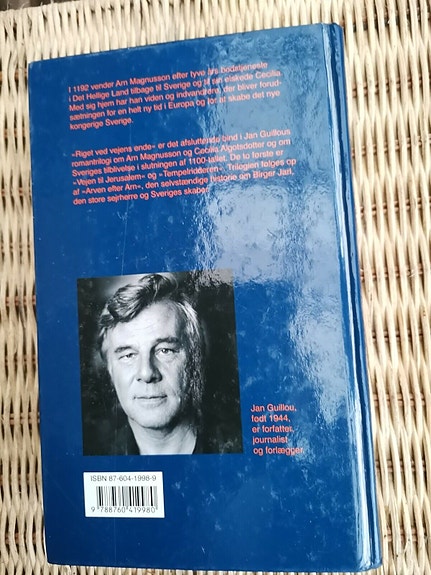 I 1192 vender Arn Magnusson efter tyve års bodstjeneste
i Det Hellige Land tilbage til Sverige og til sin elskede Cecilia.
Med sig hjem har han viden og indvandrere, der bliver forud-
sætningen for en helt ny tid i Europa og for at skabe det nye
kongerige Sverige.
»Riget ved vejens ende« er det afsluttende bind i Jan Guillous
romantrilogi om Arn Magnusson og Cecilia Algotsdotter og om
Sveriges tilblivelse i slutningen af 1100-tallet. De to første er
»Vejen til Jerusalem« og »Tempelridderen«. Trilogien følges op
af »Arven efter Arn«, den selvstændige historie om Birger Jarl,
den store sejrherre og Sveriges skaber.
Jan Guillou,
født 1944,
er forfatter,
journalist
og forlægger.
ISBN 87-604-1998-9
9 788760 419980